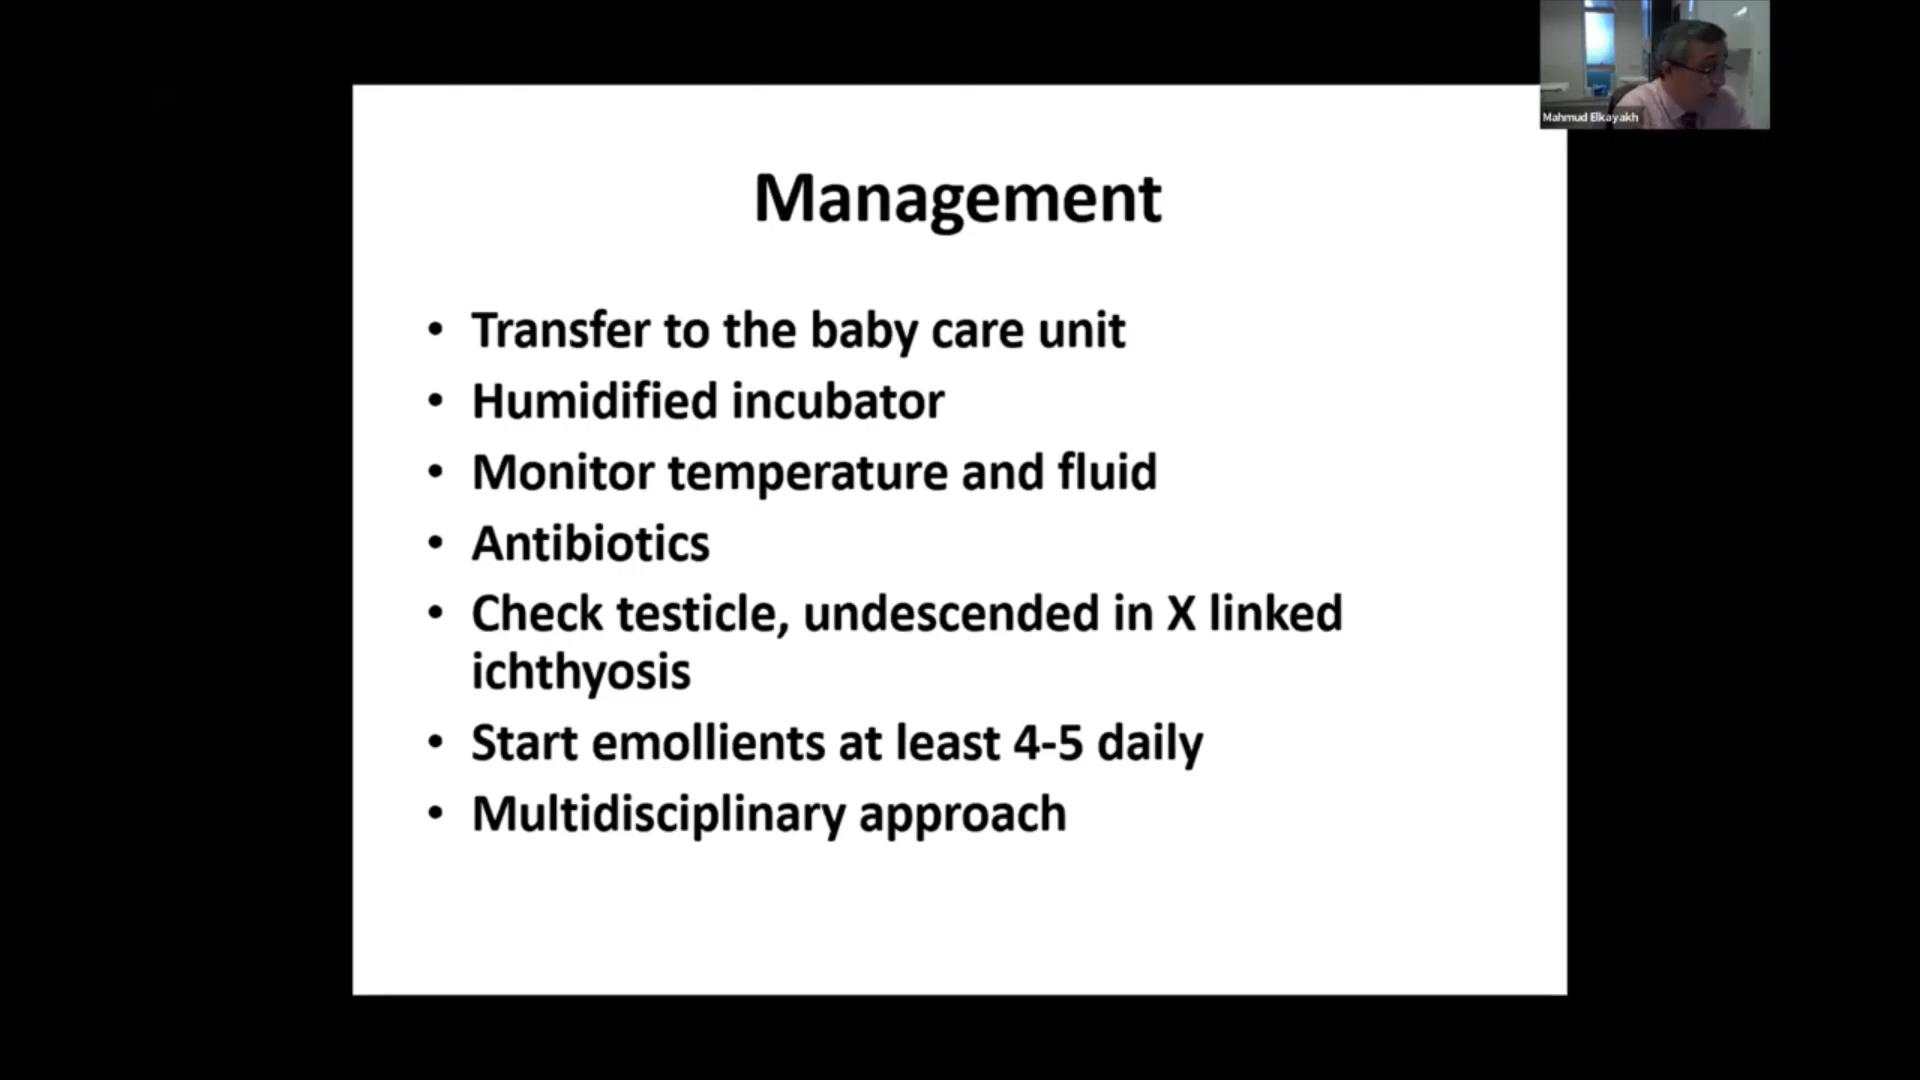 Mahmud Elkayakh
Management
• Transfer to the baby care unit
• Humidified incubator
• Monitor temperature and fluid
• Antibiotics
• Check testicle, undescended in X linked
ichthyosis
• Start emollients at least 4-5 daily
• Multidisciplinary approach